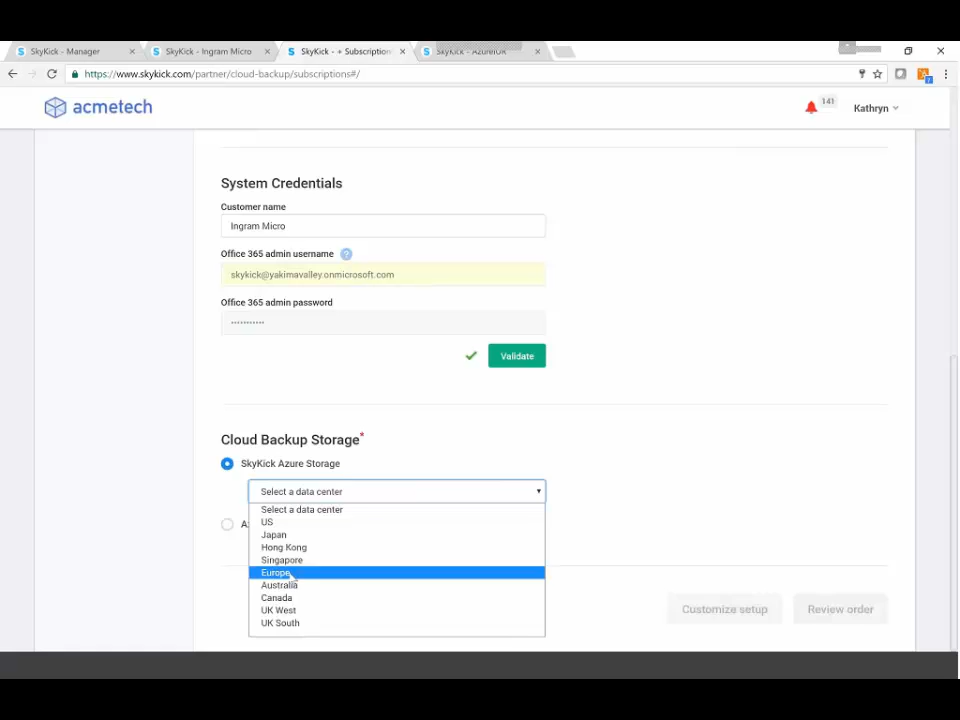 SkyKick - Manager
SkyKick - Ingram Micro
SkyKick - + Subscription
SkyKick - AzureIUR
https://www.skykick.com/partner/cloud-backup/subscriptions#/
acmetech
141
Kathryn
System Credentials
Customer name
Ingram Micro
Office 365 admin username ?
skykick@yakimavalley.onmicrosoft.com
Office 365 admin password
Validate
Cloud Backup Storage*
SkyKick Azure Storage
Select a data center
Select a data center
US
Japan
Hong Kong
Singapore
Europe
Australia
Canada
UK West
UK South
Customize setup
Review order